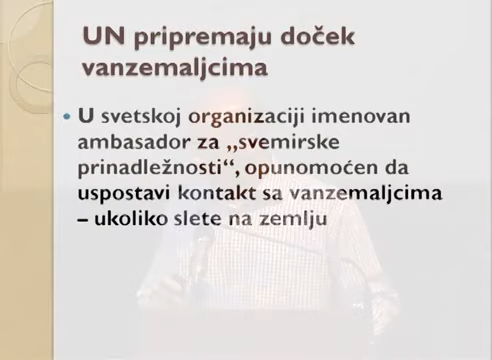 UN pripremaju doček
vanzemaljcima
U svetskoj organizaciji imenovan
ambasador za „svemirske
prinadležnosti“, opunomoćen da
uspostavi kontakt sa vanzemaljcima
– ukoliko slete na zemlju